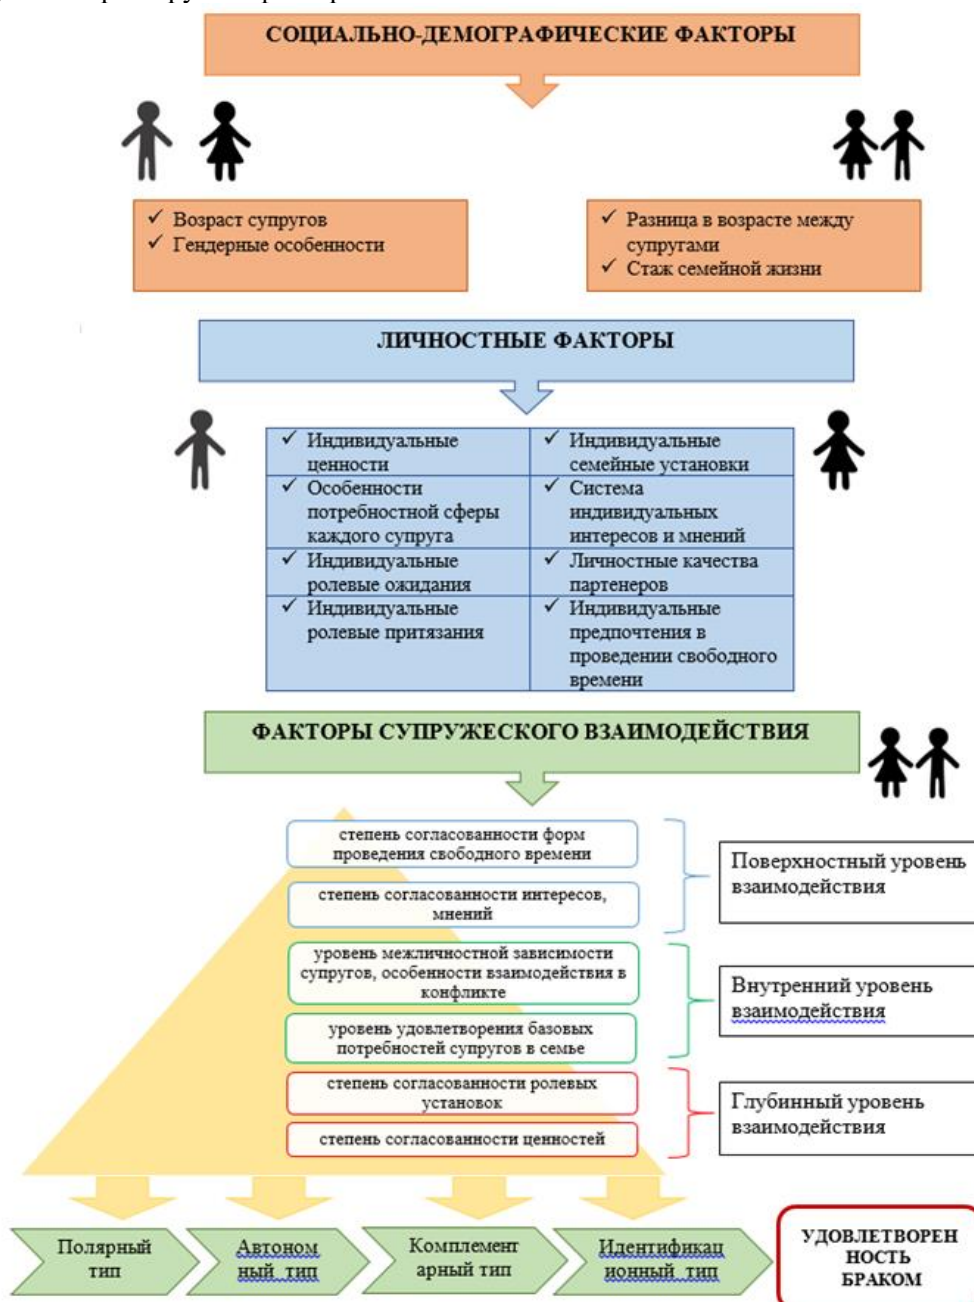 СОЦИАЛЬНО-ДЕМОГРАФИЧЕСКИЕ ФАКТОРЫ
✓ Возраст супругов
✓ Гендерные особенности
✓ Разница в возрасте между
супругами
✓ Стаж семейной жизни
ЛИЧНОСТНЫЕ ФАКТОРЫ
✓ Индивидуальные
ценности
✓ Индивидуальные
семейные установки
✓ Особенности
потребностной сферы
каждого супруга
✓ Система
индивидуальных
интересов и мнений
✓ Индивидуальные
ролевые ожидания
✓ Личностные качества
партенеров
✓ Индивидуальные
ролевые притязания
✓ Индивидуальные
предпочтения в
проведении свободного
времени
ФАКТОРЫ СУПРУЖЕСКОГО ВЗАИМОДЕЙСТВИЯ
степень согласованности форм
проведения свободного времени
степень согласованности интересов,
мнений
Поверхностный уровень
взаимодействия
уровень межличностной зависимости
супругов, особенности взаимодействия в
конфликте
уровень удовлетворения базовых
потребностей супругов в семье
Внутренний уровень
взаимодействия
степень согласованности ролевых
установок
степень согласованности ценностей
Глубинный уровень
взаимодействия
Полярный
тип
Автоном
ный тип
Комплемент
арный тип
Идентификац
ионный тип
УДОВЛЕТВОРЕН
НОСТЬ
БРАКОМ